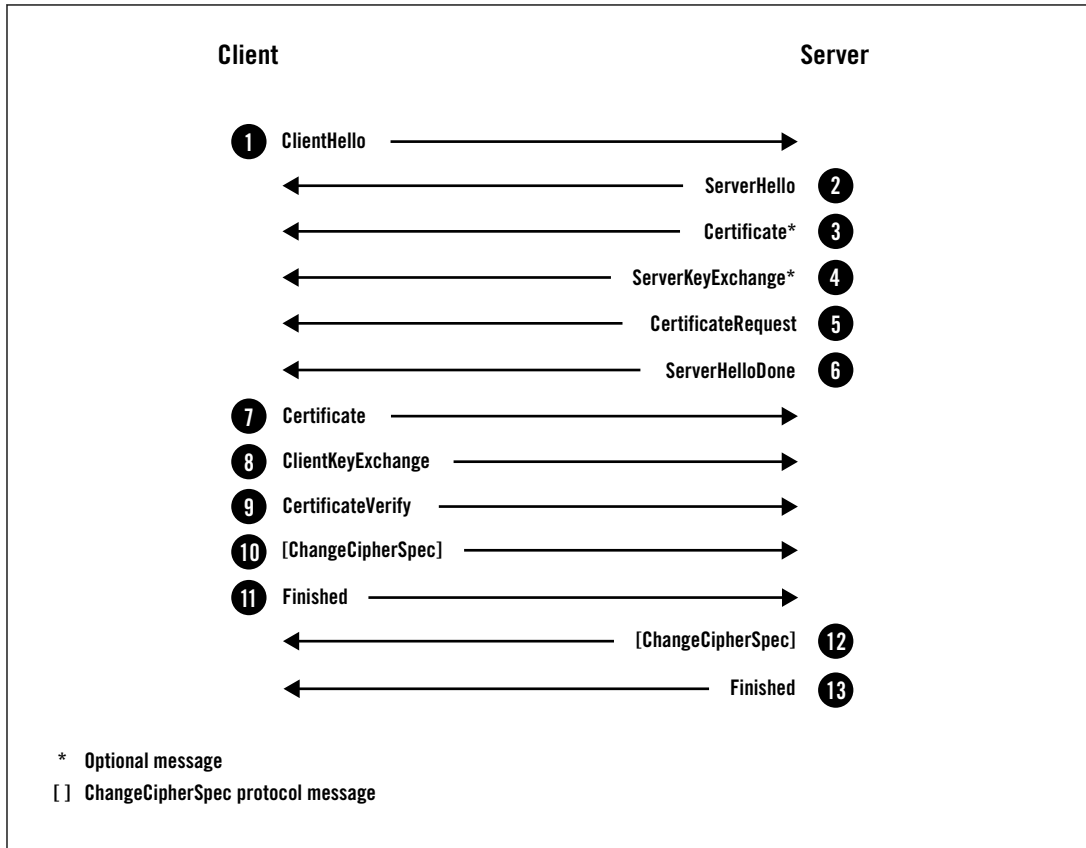 Client Server
1 ClientHello
ServerHello 2
Certificate* 3
ServerKeyExchange* 4
CertificateRequest 5
ServerHelloDone 6
7 Certificate
8 ClientKeyExchange
9 CertificateVerify
10 [ChangeCipherSpec]
11 Finished
[ChangeCipherSpec] 12
Finished 13
* Optional message
[ ] ChangeCipherSpec protocol message